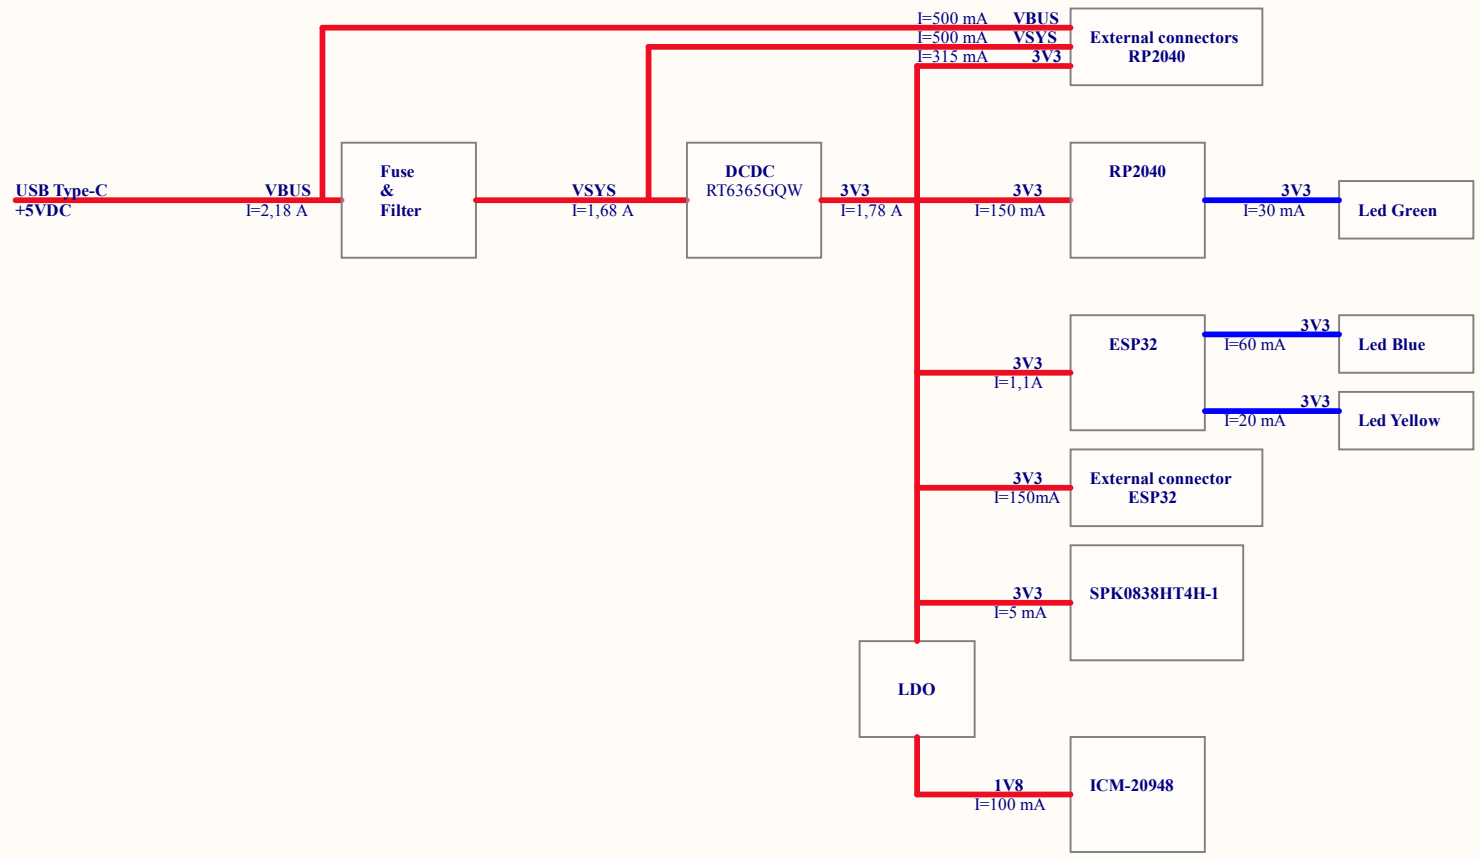 I=500 mA VBUS
I=500 mA VSYS
I=315 mA 3V3
External connectors
RP2040
USB Type-C
+5VDC
VBUS
I=2,18 A
Fuse
&
Filter
VSYS
I=1,68 A
DCDC
RT6365GQW
3V3
I=1,78 A
3V3
I=150 mA
RP2040
3V3
I=30 mA
Led Green
3V3
I=1,1A
ESP32
3V3
I=60 mA
Led Blue
3V3
I=20 mA
Led Yellow
3V3
I=150mA
External connector
ESP32
3V3
I=5 mA
SPK0838HT4H-1
LDO
1V8
I=100 mA
ICM-20948